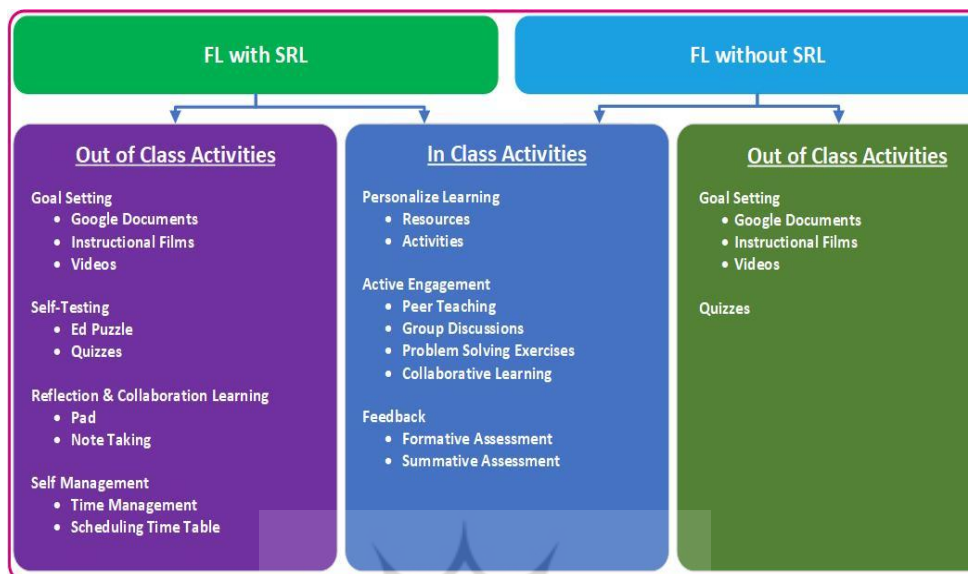 FL with SRL
FL without SRL
Out of Class Activities
Goal Setting
• Google Documents
• Instructional Films
• Videos
Self-Testing
• Ed Puzzle
• Quizzes
Reflection & Collaboration Learning
• Pad
• Note Taking
Self Management
• Time Management
• Scheduling Time Table
In Class Activities
Personalize Learning
• Resources
• Activities
Active Engagement
• Peer Teaching
• Group Discussions
• Problem Solving Exercises
• Collaborative Learning
Feedback
• Formative Assessment
• Summative Assessment
Out of Class Activities
Goal Setting
• Google Documents
• Instructional Films
• Videos
Quizzes